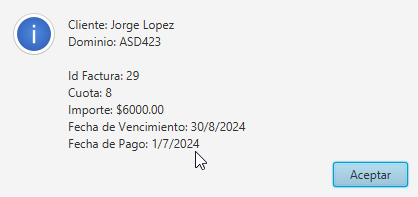 Cliente: Jorge Lopez
Dominio: ASD423
Id Factura: 29
Cuota: 8
Importe: $6000.00
Fecha de Vencimiento: 30/8/2024
Fecha de Pago: 1/7/2024
Aceptar